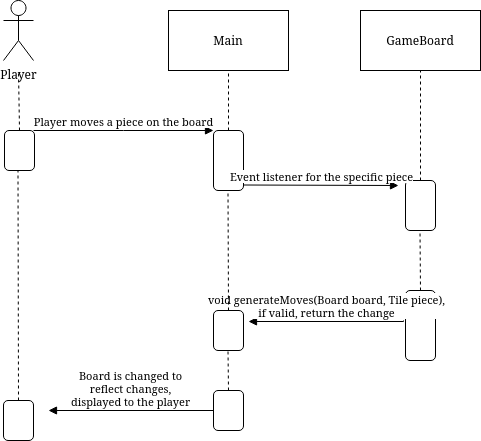 Main
GameBoard
Player
Player moves a piece on the board
Event listener for the specific piece
void generateMoves(Board board, Tile piece),
if valid, return the change
Board is changed to
reflect changes,
displayed to the player